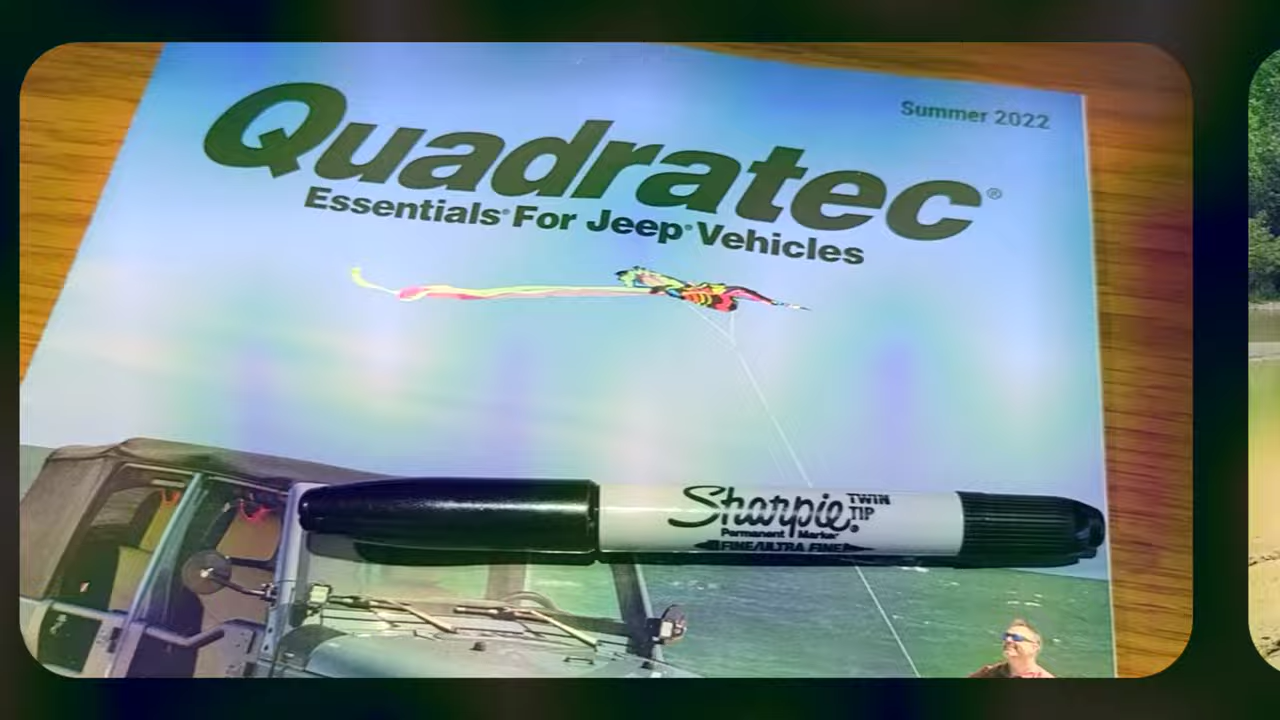 Summer 2022
Quadratec®
Essentials® For Jeep® Vehicles
Sharpie® TWIN TIP
Permanent Marker
FINE/ULTRA FINE